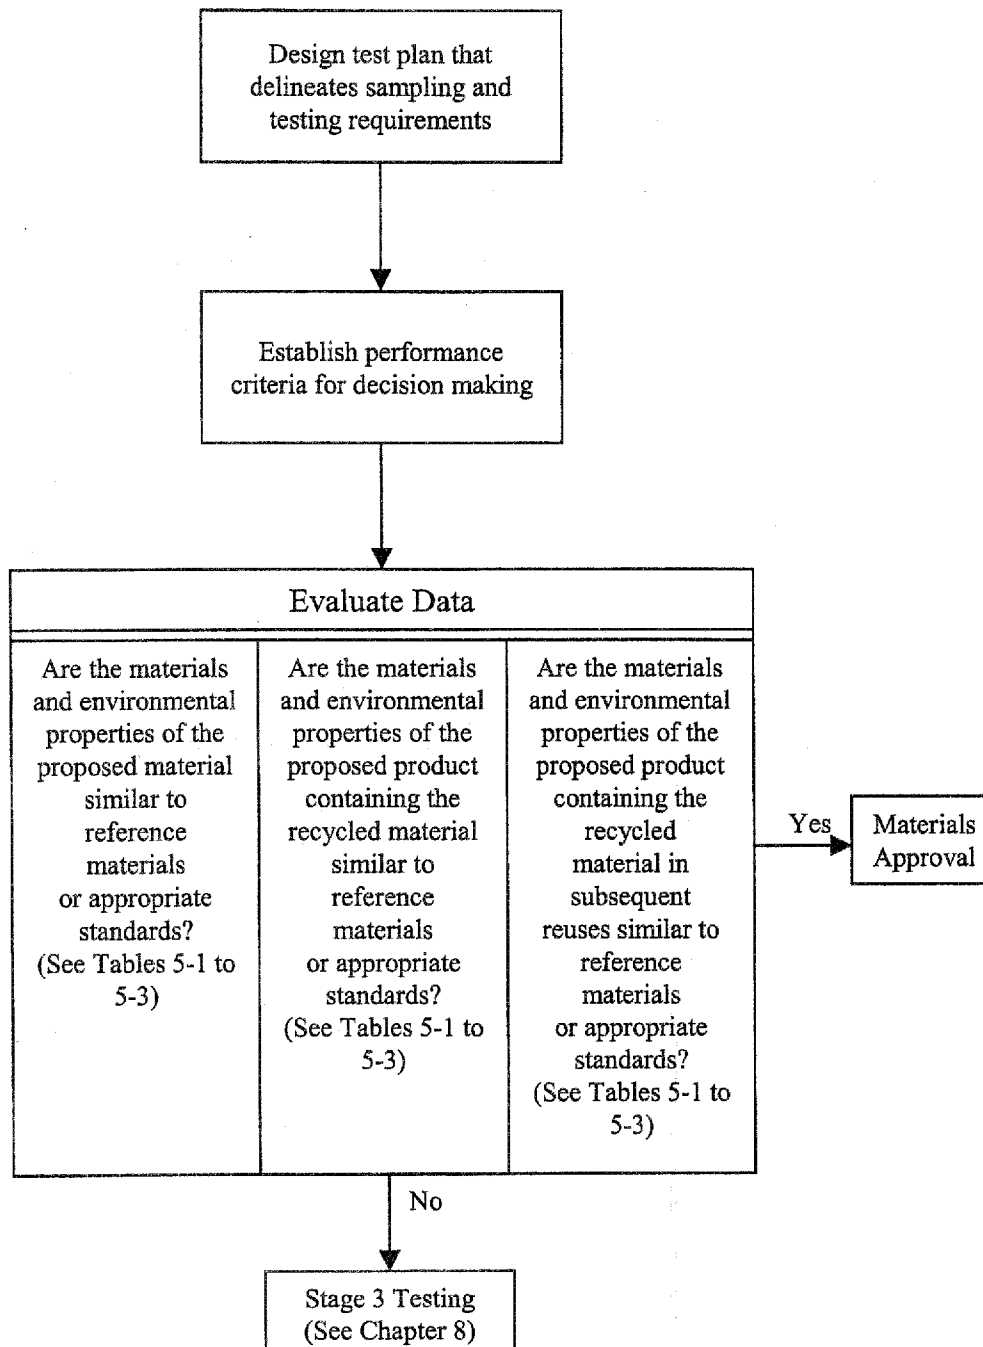 Design test plan that
delineates sampling and
testing requirements
Establish performance
criteria for decision making
Evaluate Data
Are the materials
and environmental
properties of the
proposed material
similar to
reference
materials
or appropriate
standards?
(See Tables 5-1 to
5-3)
Are the materials
and environmental
properties of the
proposed product
containing the
recycled material
similar to
reference
materials
or appropriate
standards?
(See Tables 5-1 to
5-3)
Are the materials
and environmental
properties of the
proposed product
containing the
recycled
material in
subsequent
reuses similar to
reference
materials
or appropriate
standards?
(See Tables 5-1 to
5-3)
Yes
Materials
Approval
No
Stage 3 Testing
(See Chapter 8)